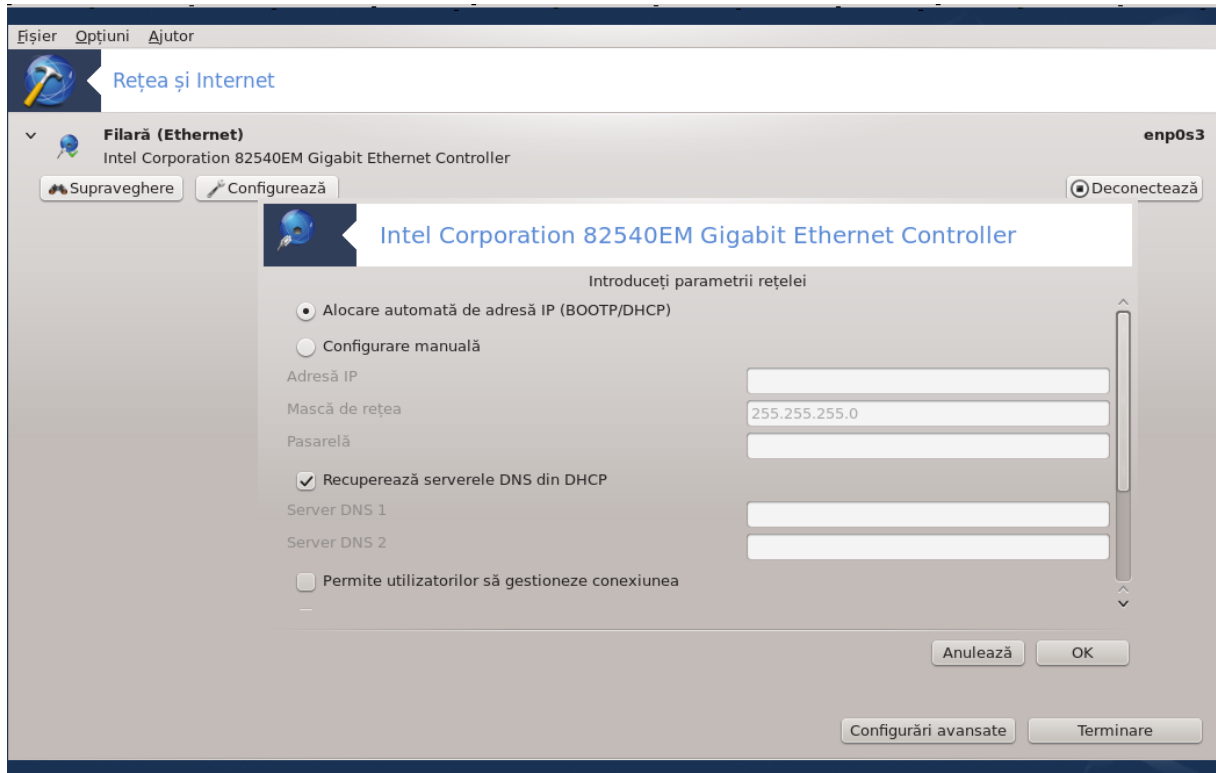 Fișier Opțiuni Ajutor
Rețea și Internet
Filară (Ethernet) enp0s3
Intel Corporation 82540EM Gigabit Ethernet Controller
Supraveghere Configurează Deconectează
Intel Corporation 82540EM Gigabit Ethernet Controller
Introduceți parametrii rețelei
Alocare automată de adresă IP (BOOTP/DHCP)
Configurare manuală
Adresă IP
Mască de rețea 255.255.255.0
Pasarelă
Recuperează serverele DNS din DHCP
Server DNS 1
Server DNS 2
Permite utilizatorilor să gestioneze conexiunea
Anulează OK
Configurări avansate Terminare